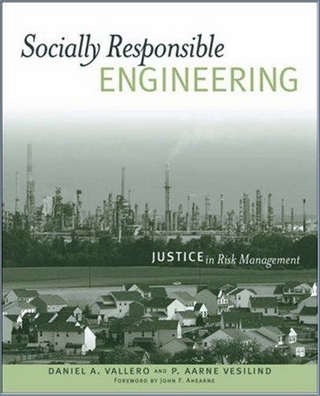 Socially Responsible
ENGINEERING
JUSTICE in Risk Management
DANIEL A. VALLERO AND P. AARNE VESILIND
FOREWORD BY JOHN F. AHEARNE